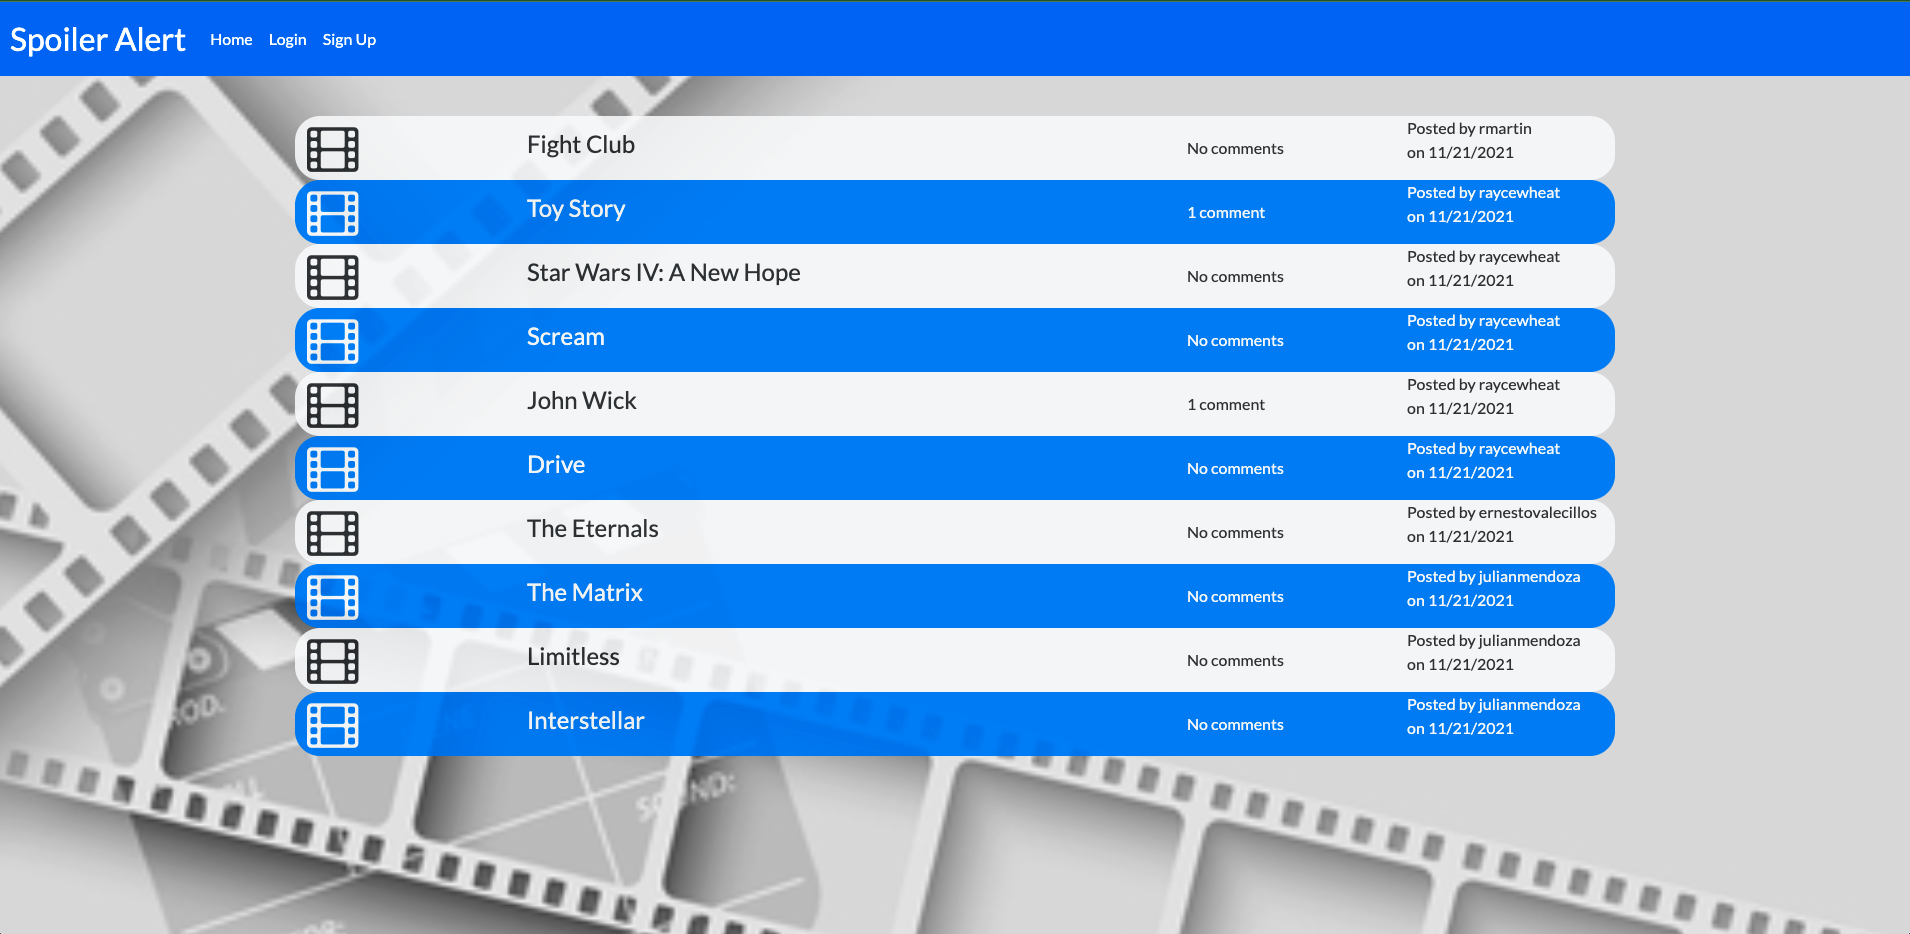 Spoiler Alert Home Login Sign Up
Fight Club
No comments
Posted by rmartin
on 11/21/2021
Toy Story
1 comment
Posted by raycewheat
on 11/21/2021
Star Wars IV: A New Hope
No comments
Posted by raycewheat
on 11/21/2021
Scream
No comments
Posted by raycewheat
on 11/21/2021
John Wick
1 comment
Posted by raycewheat
on 11/21/2021
Drive
No comments
Posted by raycewheat
on 11/21/2021
The Eternals
No comments
Posted by ernestovalecillos
on 11/21/2021
The Matrix
No comments
Posted by julianmendoza
on 11/21/2021
Limitless
No comments
Posted by julianmendoza
on 11/21/2021
Interstellar
No comments
Posted by julianmendoza
on 11/21/2021